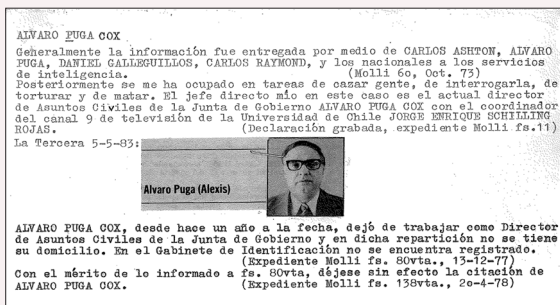 ALVARO PUGA COX
Generalmente la información fue entregada por medio de CARLOS ASHTON, ALVARO
PUGA, DANIEL GALLEGUILLOS, CARLOS RAYMOND, y los nacionales a los servicios
de inteligencia. (Molli 6o, Oct. 73)
Posteriormente se me ha ocupado en tareas de cazar gente, de interrogarla, de
torturar y de matar. El jefe directo mío en este caso es el actual director
de Asuntos Civiles de la Junta de Gobierno ALVARO PUGA COX con el coordinador
del canal 9 de televisión de la Universidad de Chile JORGE ENRIQUE SCHILLING
ROJAS. (Declaración grabada, expediente Molli fs.11)
La Tercera 5-5-83:
Alvaro Puga (Alexis)
ALVARO PUGA COX, desde hace un año a la fecha, dejó de trabajar como Director
de Asuntos Civiles de la Junta de Gobierno y en dicha repartición no se tiene
su domicilio. En el Gabinete de Identificación no se encuentra registrado.
(Expediente Molli fs. 80vta., 13-12-77)
Con el mérito de lo informado a fs. 80vta, déjese sin efecto la citación de
ALVARO PUGA COX. (Expediente Molli fs. 138vta., 20-4-78)